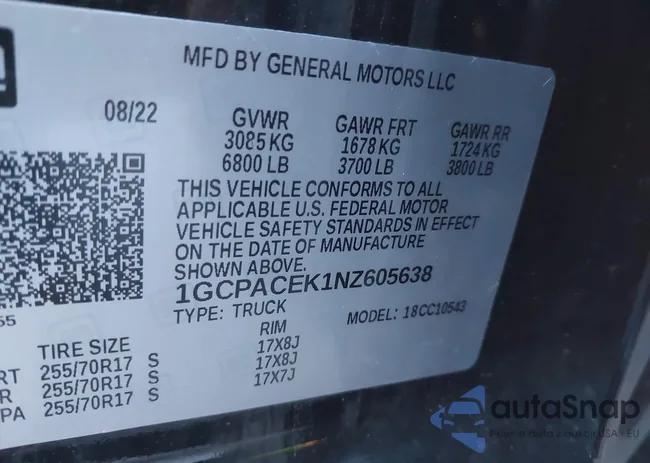 MFD BY GENERAL MOTORS LLC
08/22
GVWR GAWR FRT GAWR RR
3085 KG 1678 KG 1724 KG
6800 LB 3700 LB 3800 LB
THIS VEHICLE CONFORMS TO ALL
APPLICABLE U.S. FEDERAL MOTOR
VEHICLE SAFETY STANDARDS IN EFFECT
ON THE DATE OF MANUFACTURE
SHOWN ABOVE.
1GCPACEK1NZ605638
TYPE: TRUCK MODEL: 18CC10543
TIRE SIZE RIM
RT 255/70R17 S 17X8J
R 255/70R17 S 17X8J
PA 255/70R17 S 17X7J
autaSnap